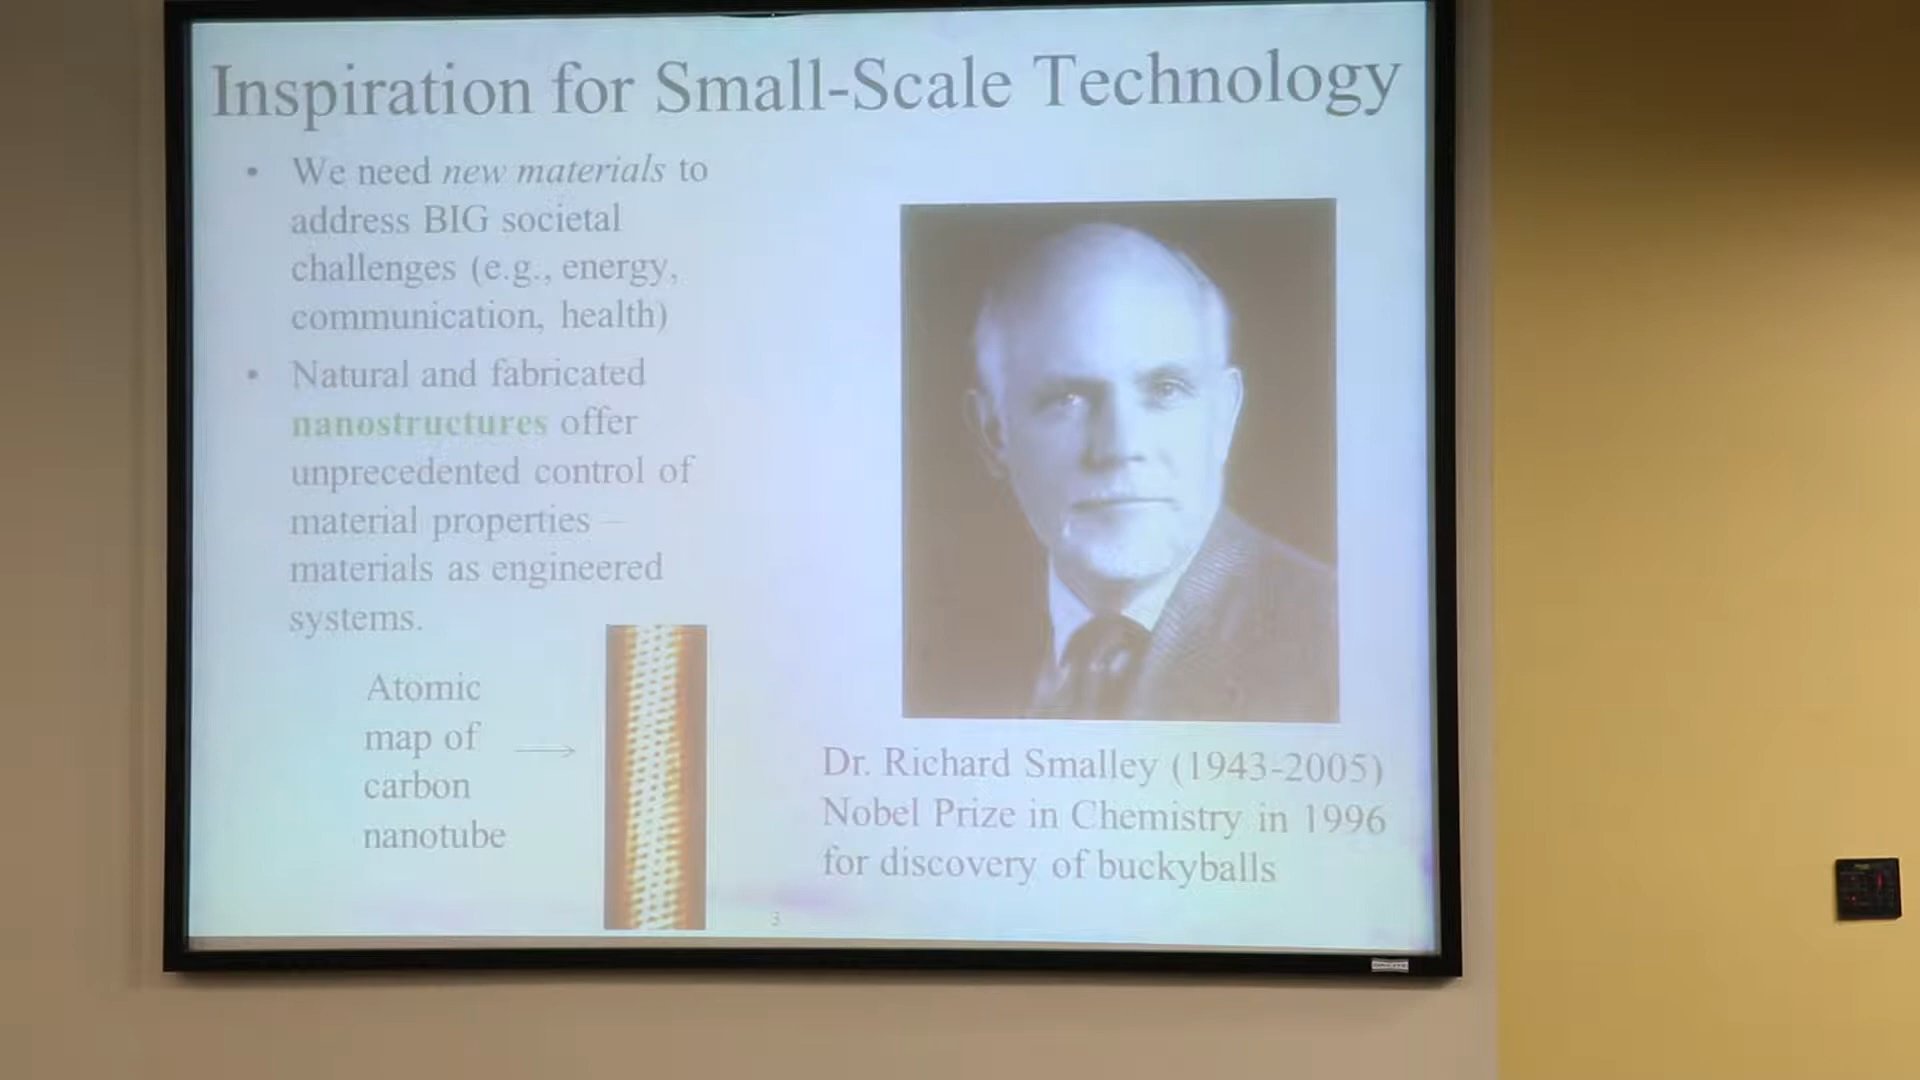 Inspiration for Small-Scale Technology
• We need new materials to
address BIG societal
challenges (e.g., energy,
communication, health)
• Natural and fabricated
nanostructures offer
unprecedented control of
material properties –
materials as engineered
systems.
Atomic
map of
carbon
nanotube
Dr. Richard Smalley (1943-2005)
Nobel Prize in Chemistry in 1996
for discovery of buckyballs
3